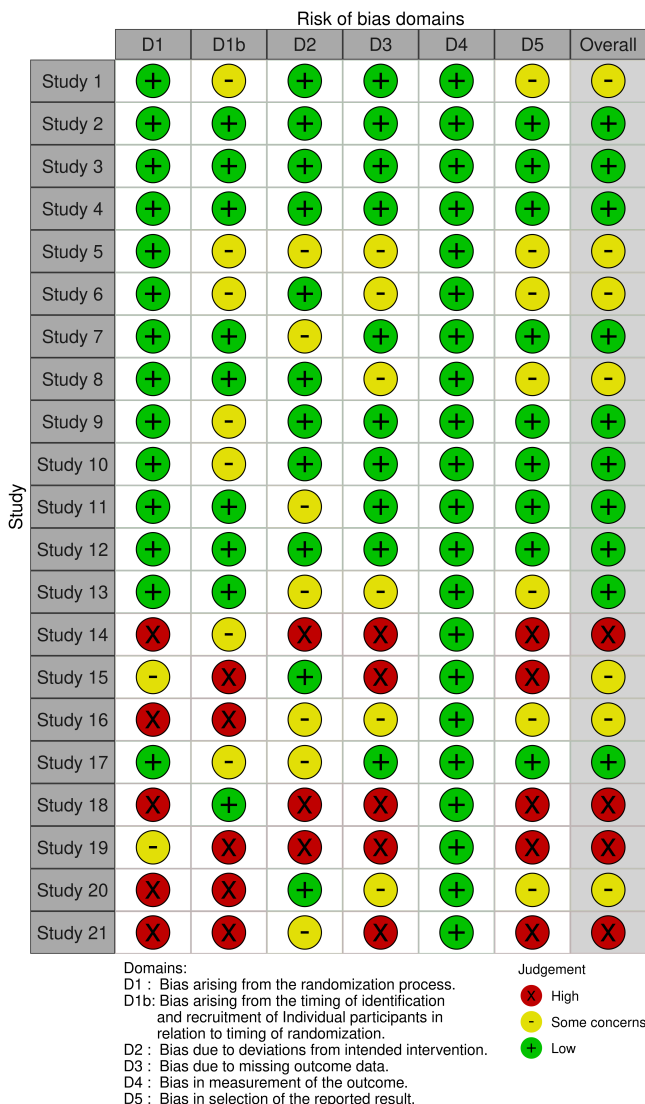 Risk of bias domains
D1 D1b D2 D3 D4 D5 Overall
Study 1 + - + + + - -
Study 2 + + + + + + +
Study 3 + + + + + + +
Study 4 + + + + + + +
Study 5 + - - - + - -
Study 6 + - + - + - -
Study 7 + + - + + + +
Study 8 + + + - + - -
Study 9 + - + + + + +
Study 10 + - + + + + +
Study 11 + + - + + + +
Study 12 + + + + + + +
Study 13 + + - - + - +
Study 14 X - X X + X X
Study 15 - X + X + X -
Study 16 X X - - + - -
Study 17 + - - + + + +
Study 18 X + X X + X X
Study 19 - X X X + X X
Study 20 X X + - + - -
Study 21 X X - X + X X
Study
Domains:
D1 : Bias arising from the randomization process.
D1b: Bias arising from the timing of identification
and recruitment of Individual participants in
relation to timing of randomization.
D2 : Bias due to deviations from intended intervention.
D3 : Bias due to missing outcome data.
D4 : Bias in measurement of the outcome.
D5 : Bias in selection of the reported result.
Judgement
X High
- Some concerns
+ Low